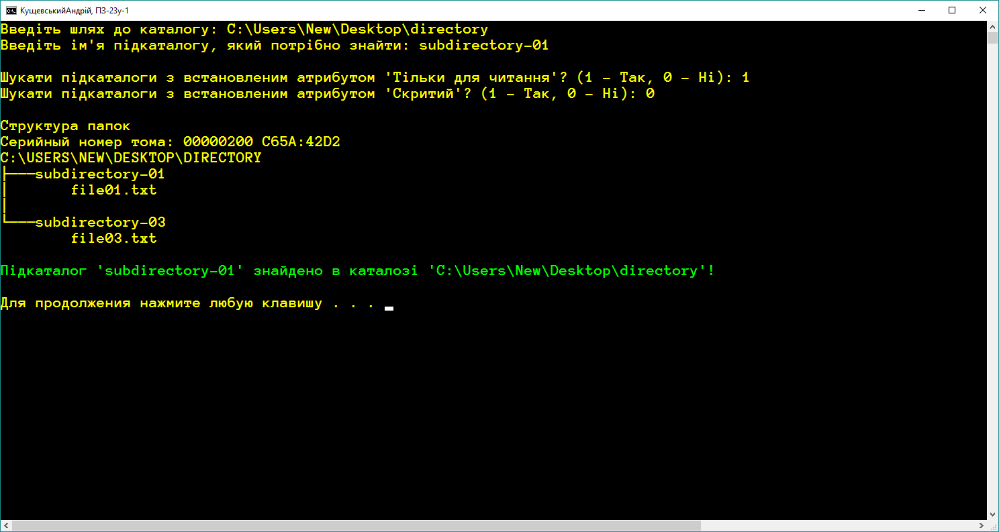 КущевськийАндрій, ПЗ-23у-1
Введіть шлях до каталогу: C:\Users\New\Desktop\directory
Введіть ім'я підкаталогу, який потрібно знайти: subdirectory-01
Шукати підкаталоги з встановленим атрибутом 'Тільки для читання'? (1 - Так, 0 - Ні): 1
Шукати підкаталоги з встановленим атрибутом 'Скритий'? (1 - Так, 0 - Ні): 0
Структура папок
Серийный номер тома: 00000200 C65A:42D2
C:\USERS\NEW\DESKTOP\DIRECTORY
├───subdirectory-01
│       file01.txt
│
└───subdirectory-03
        file03.txt
Підкаталог 'subdirectory-01' знайдено в каталозі 'C:\Users\New\Desktop\directory'!
Для продолжения нажмите любую клавишу . . .